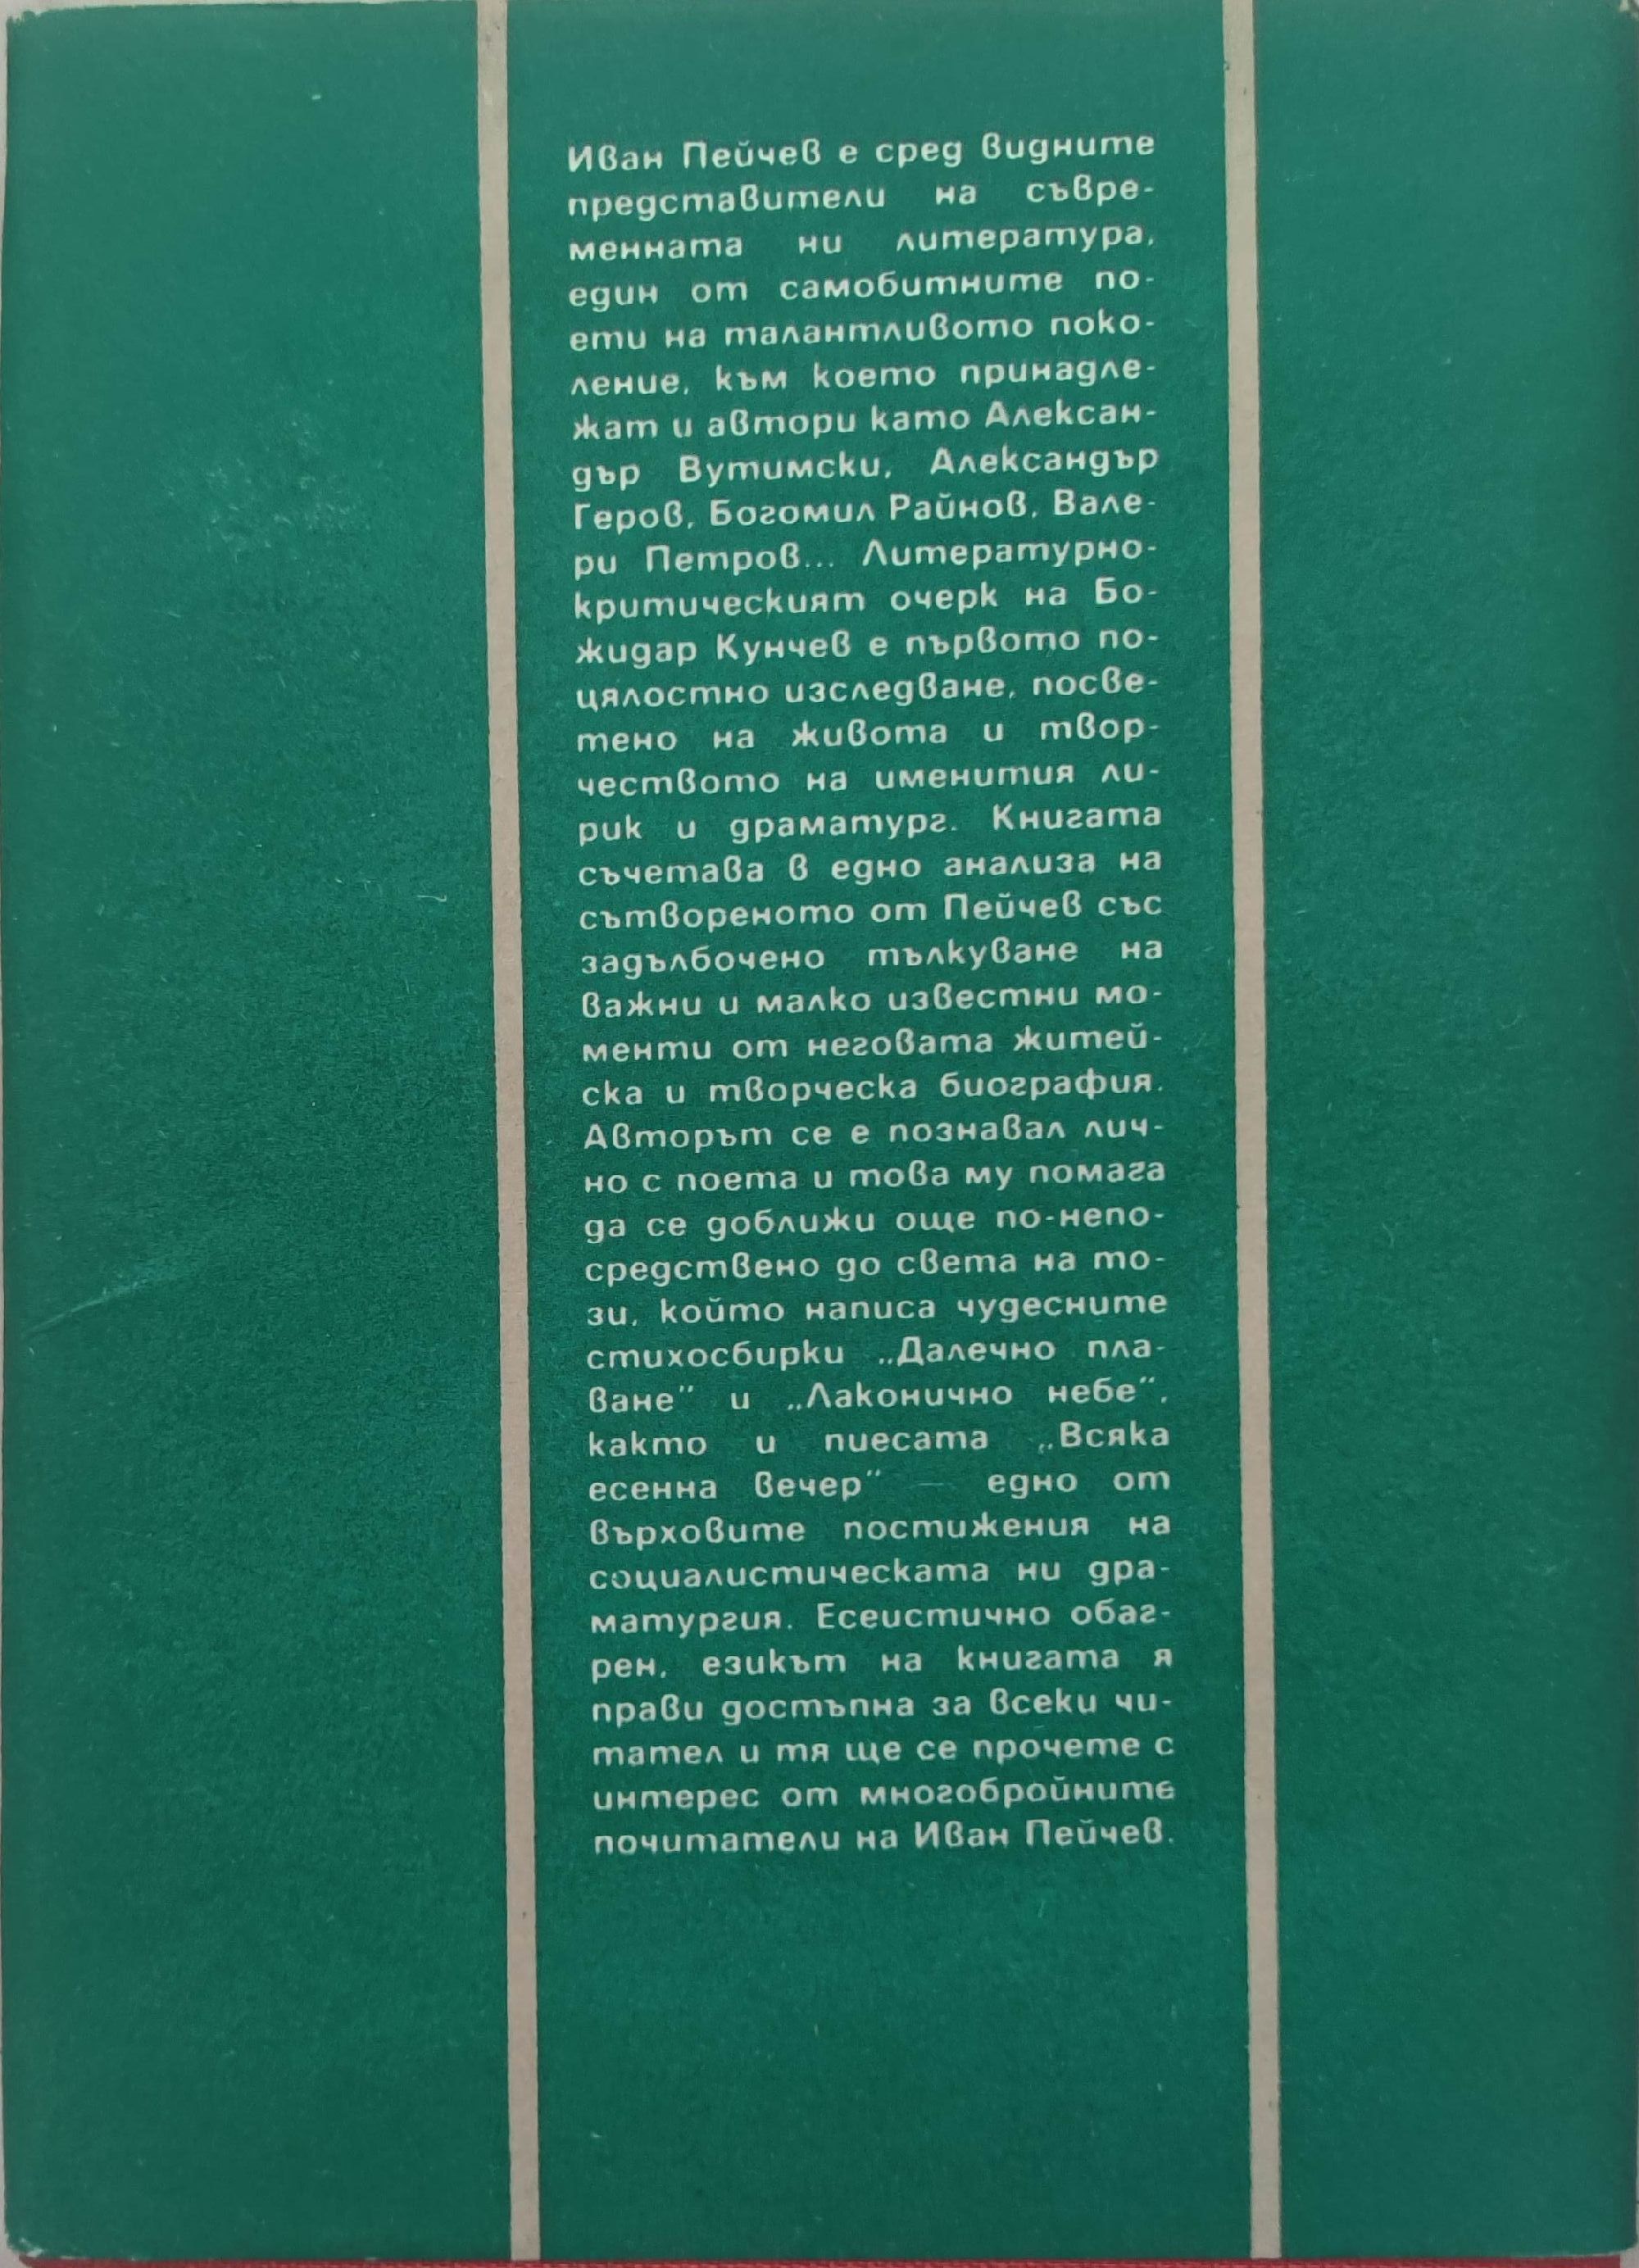 Иван Пейчев е сред видните
представители на съвре-
менната ни литература,
един от самобитните по-
ети на талантливото поко-
ление, към което принадле-
жат и автори като Алексан-
дър Вутимски, Александър
Геров, Богомил Райнов, Вале-
ри Петров... Литературно-
критическият очерк на Бо-
жидар Кунчев е първото по-
цялостно изследване, посве-
тено на живота и твор-
чеството на именития ли-
рик и драматург. Книгата
съчетава в едно анализа на
сътвореното от Пейчев със
задълбочено тълкуване на
важни и малко известни мо-
менти от неговата житей-
ска и творческа биография.
Авторът се е познавал лич-
но с поета и това му помага
да се доближи още по-непо-
средствено до света на то-
зи, който написа чудесните
стихосбирки „Далечно пла-
ване" и „Лаконично небе",
както и пиесата „Всяка
есенна вечер" — едно от
върховите постижения на
социалистическата ни дра-
матургия. Есеистично обаг-
рен, езикът на книгата я
прави достъпна за всеки чи-
тател и тя ще се прочете с
интерес от многобройните
почитатели на Иван Пейчев.